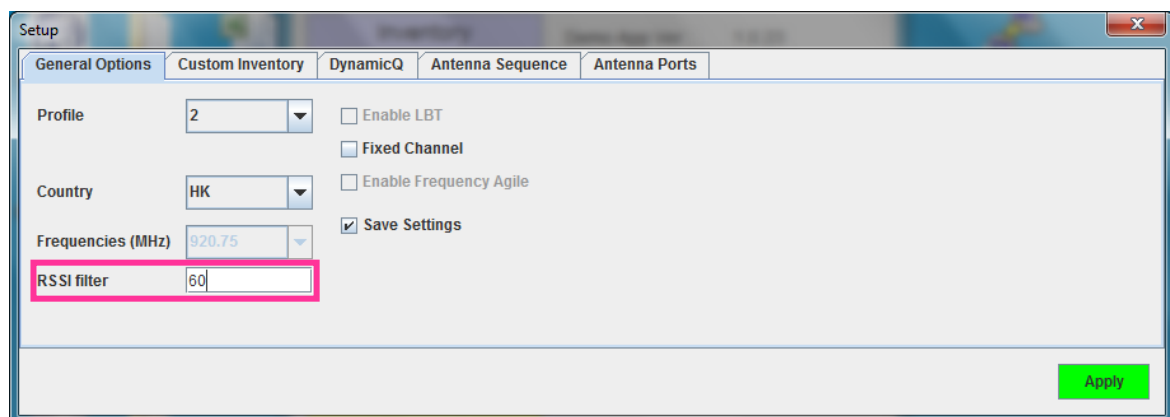 Setup
General Options Custom Inventory DynamicQ Antenna Sequence Antenna Ports
Profile 2 Enable LBT
Fixed Channel
Country HK Enable Frequency Agile
Save Settings
Frequencies (MHz) 920.75
RSSI filter 60
Apply